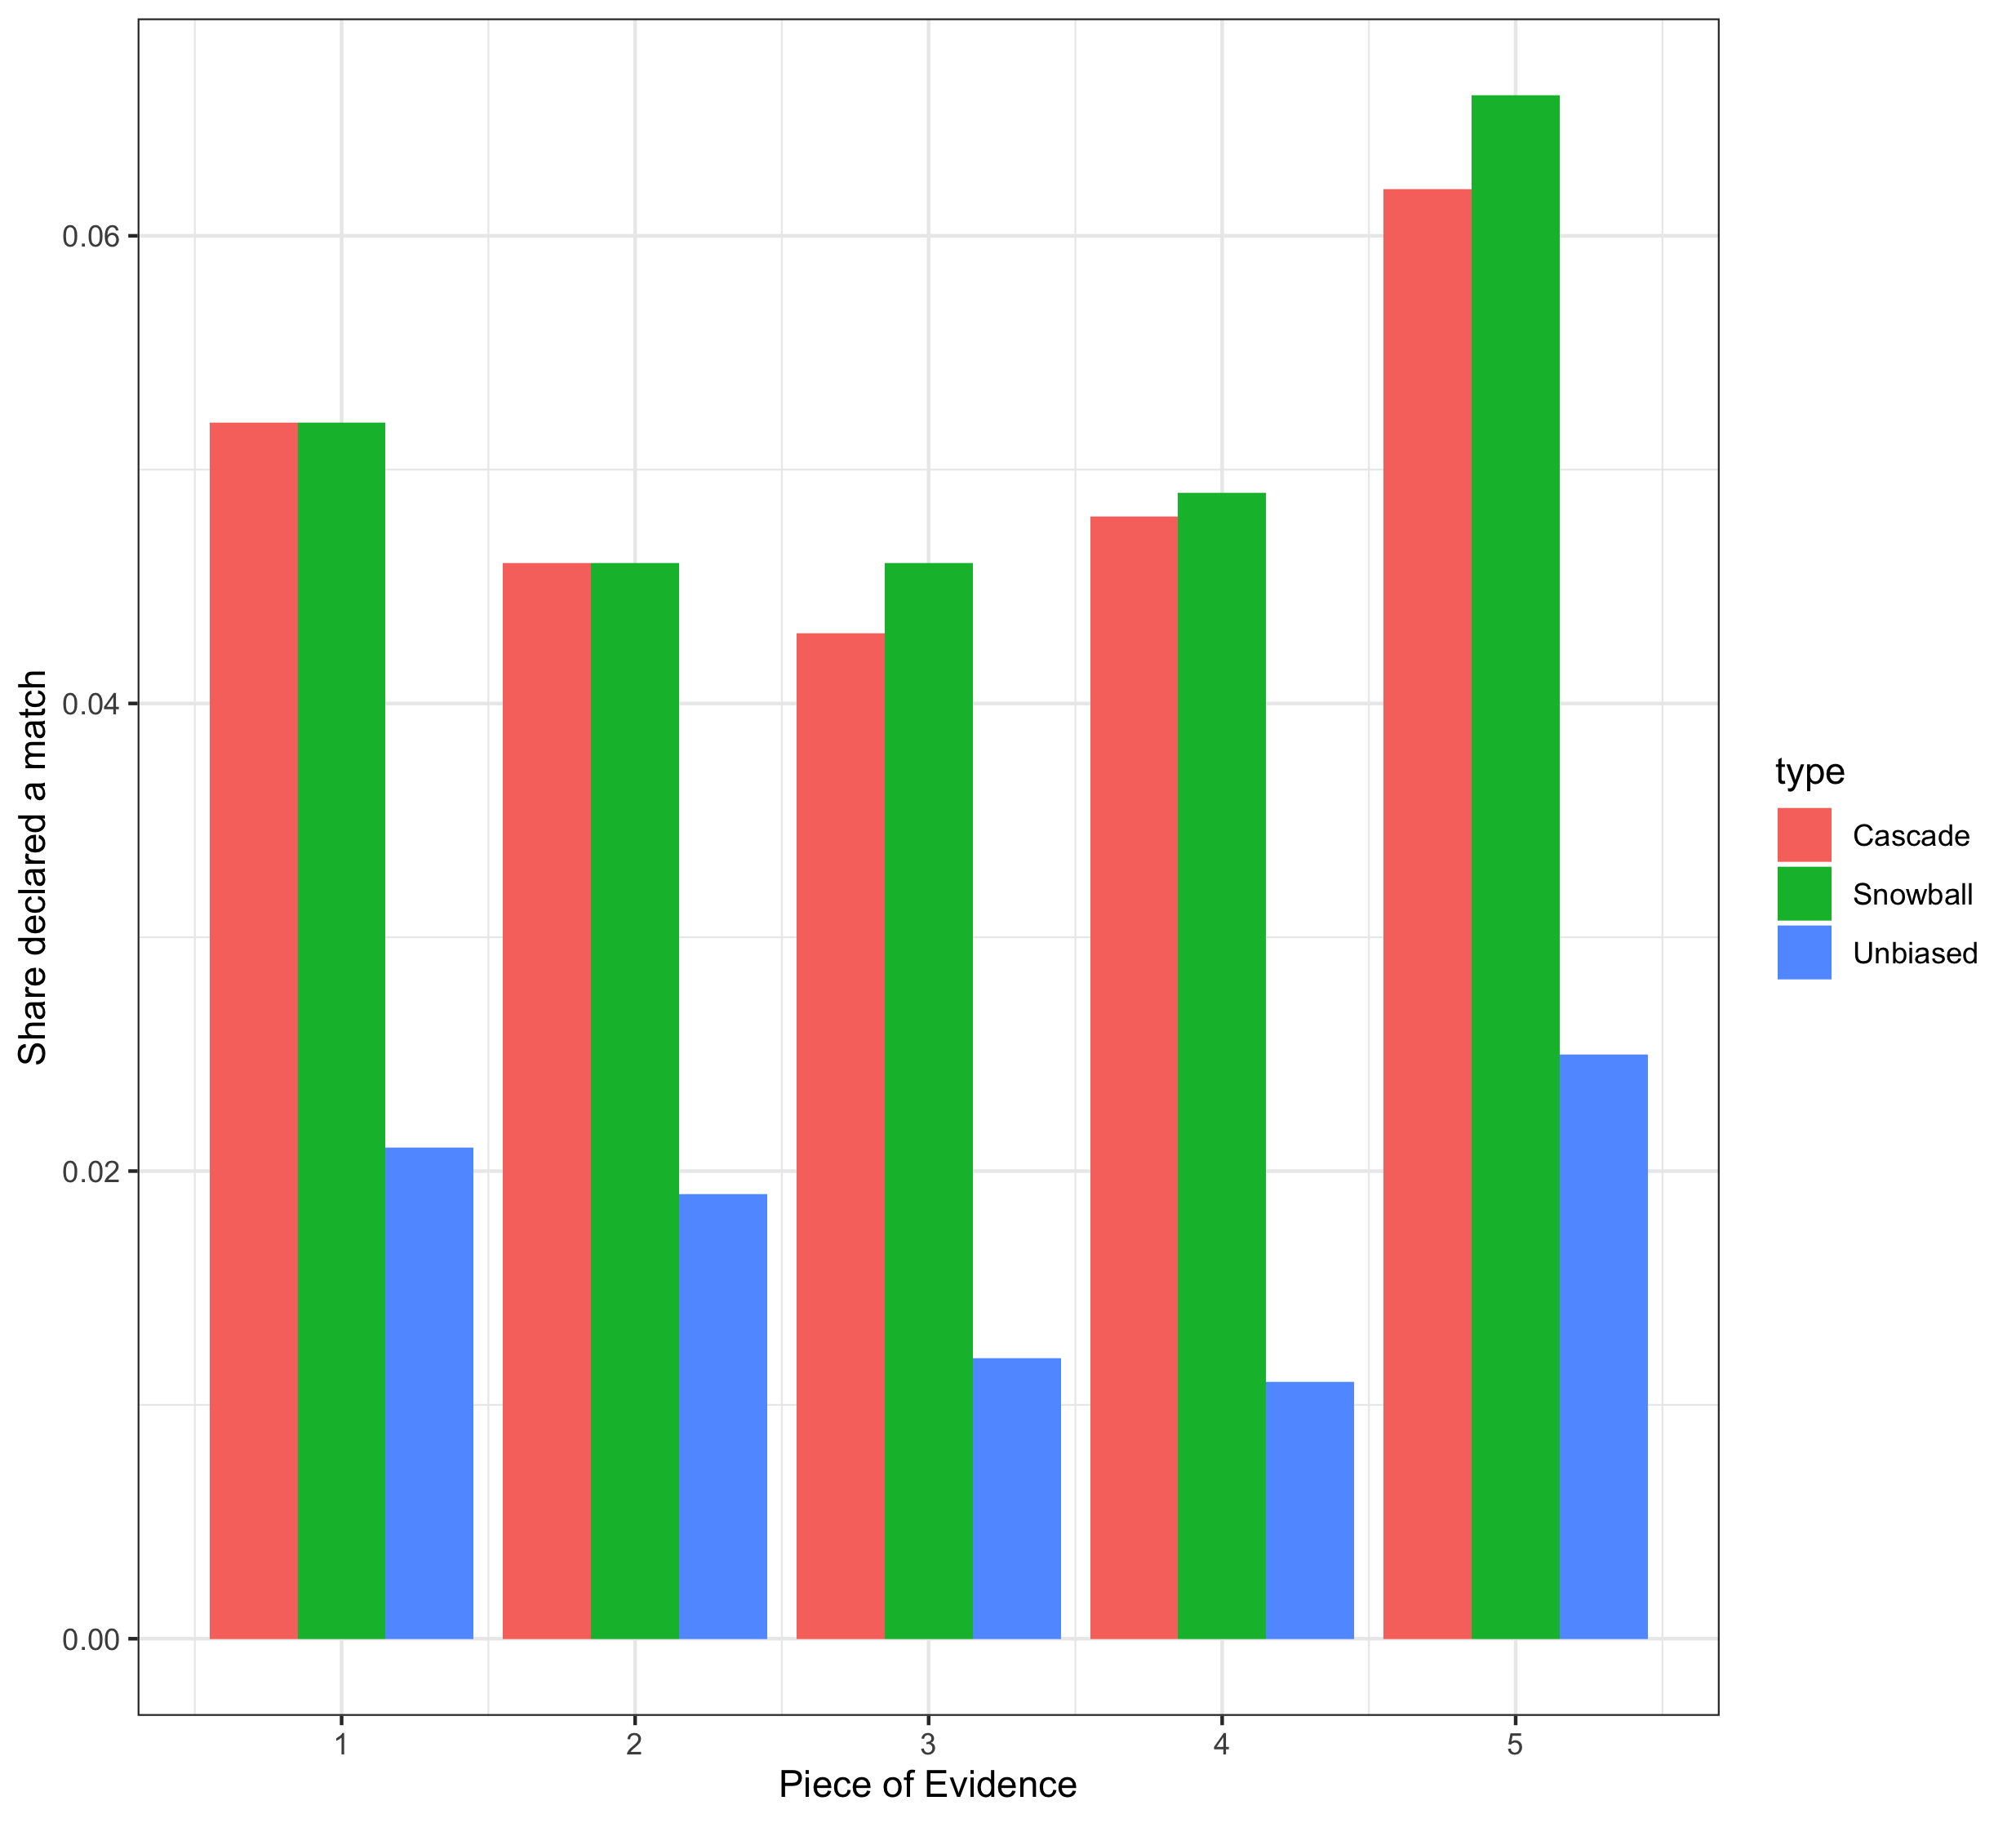 Share declared a match
0.06
0.04
0.02
0.00
1 2 3 4 5
Piece of Evidence
type
Cascade
Snowball
Unbiased